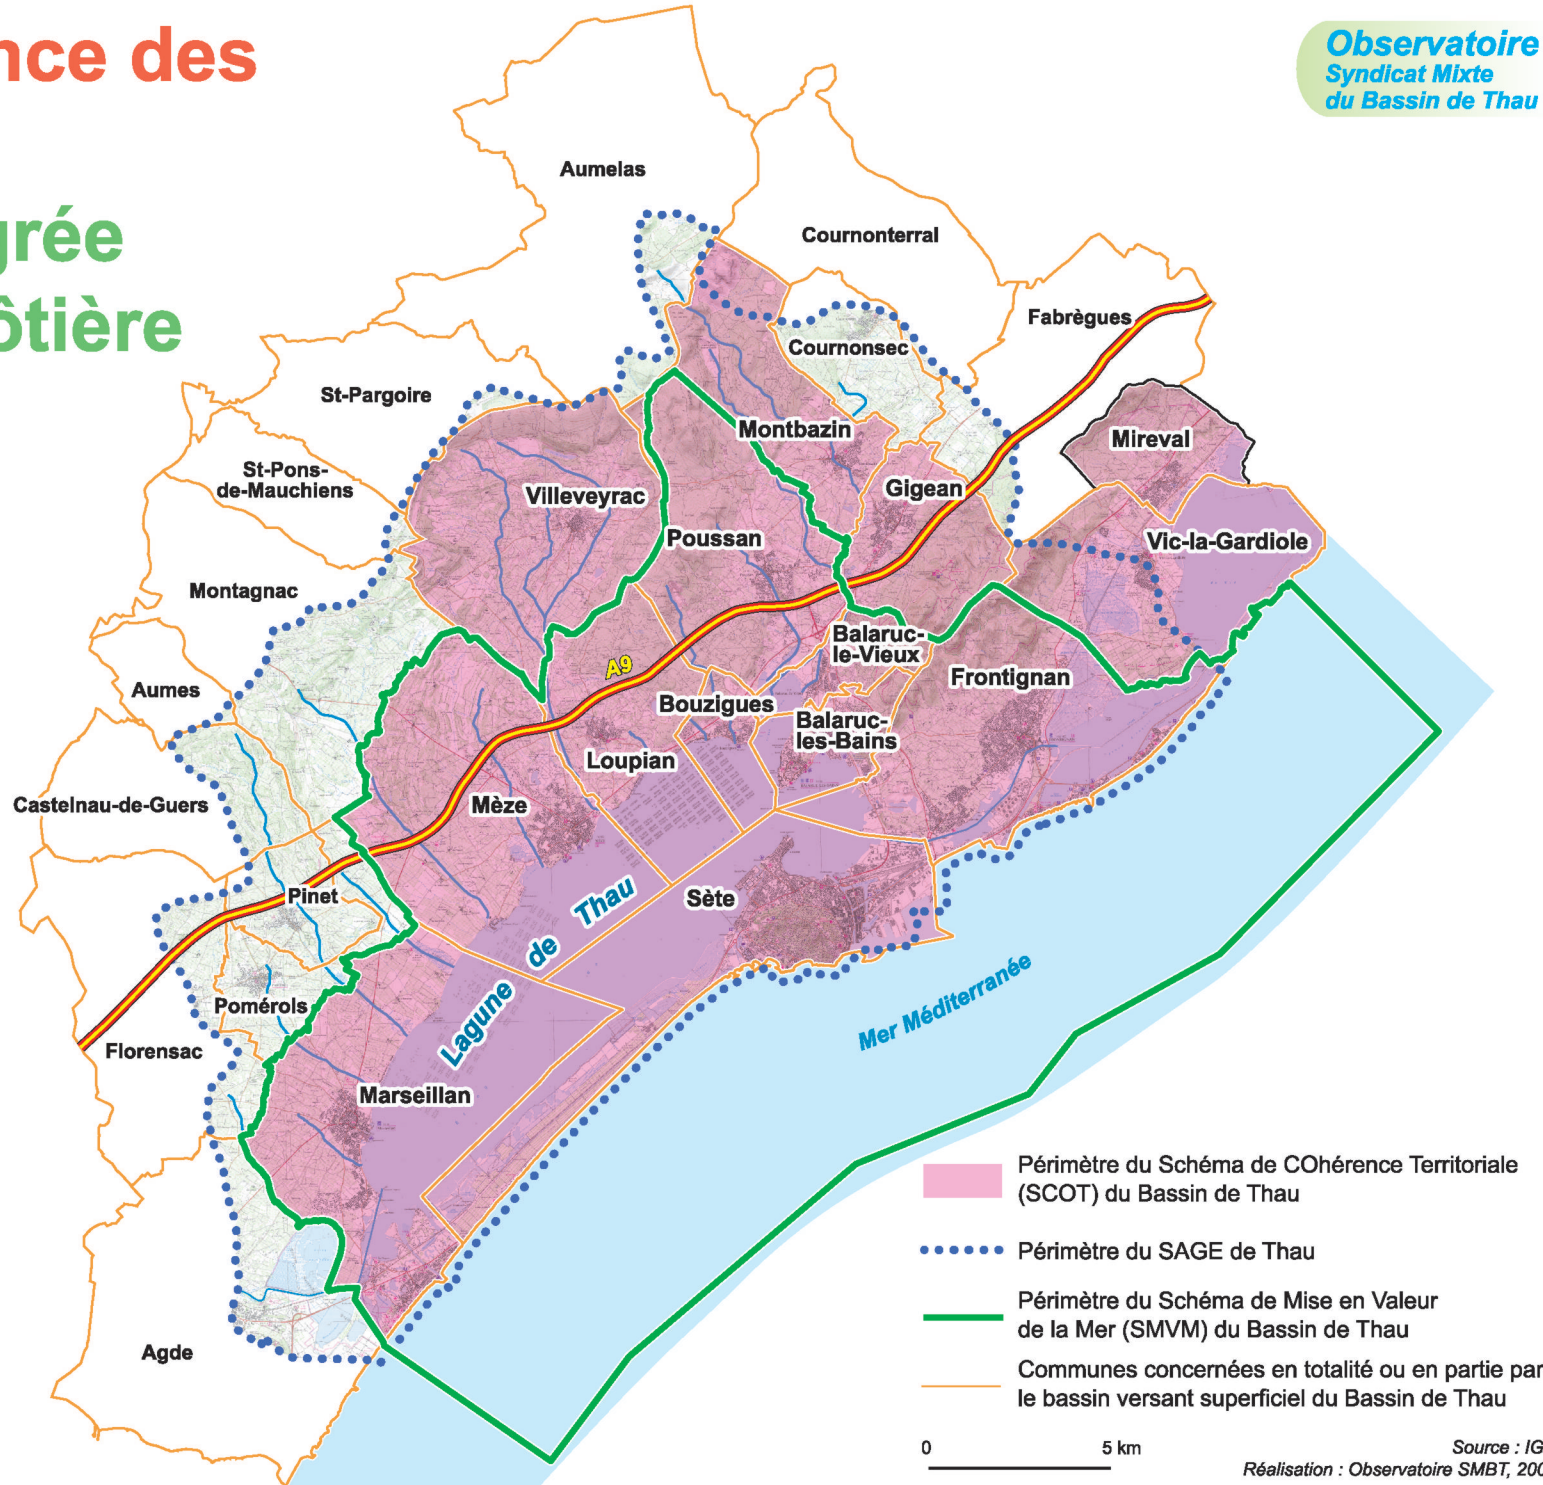 nce des
grée
ôtière
Observatoire
Syndicat Mixte
du Bassin de Thau
Aumelas
Cournonterral
Fabrègues
Cournonsec
St-Pargoire
Mireval
Montbazin
St-Pons-
de-Mauchiens
Villeveyrac
Gigean
Poussan
Vic-la-Gardiole
Montagnac
Balaruc-
le-Vieux
A9
Frontignan
Aumes
Bouzigues
Balaruc-
les-Bains
Loupian
Castelnau-de-Guers
Mèze
Pinet
Sète
Lagune de Thau
Pomérols
Mer Méditerranée
Florensac
Marseillan
Agde
Périmètre du Schéma de COhérence Territoriale
(SCOT) du Bassin de Thau
Périmètre du SAGE de Thau
Périmètre du Schéma de Mise en Valeur
de la Mer (SMVM) du Bassin de Thau
Communes concernées en totalité ou en partie par
le bassin versant superficiel du Bassin de Thau
0 5 km
Source : IG
Réalisation : Observatoire SMBT, 200